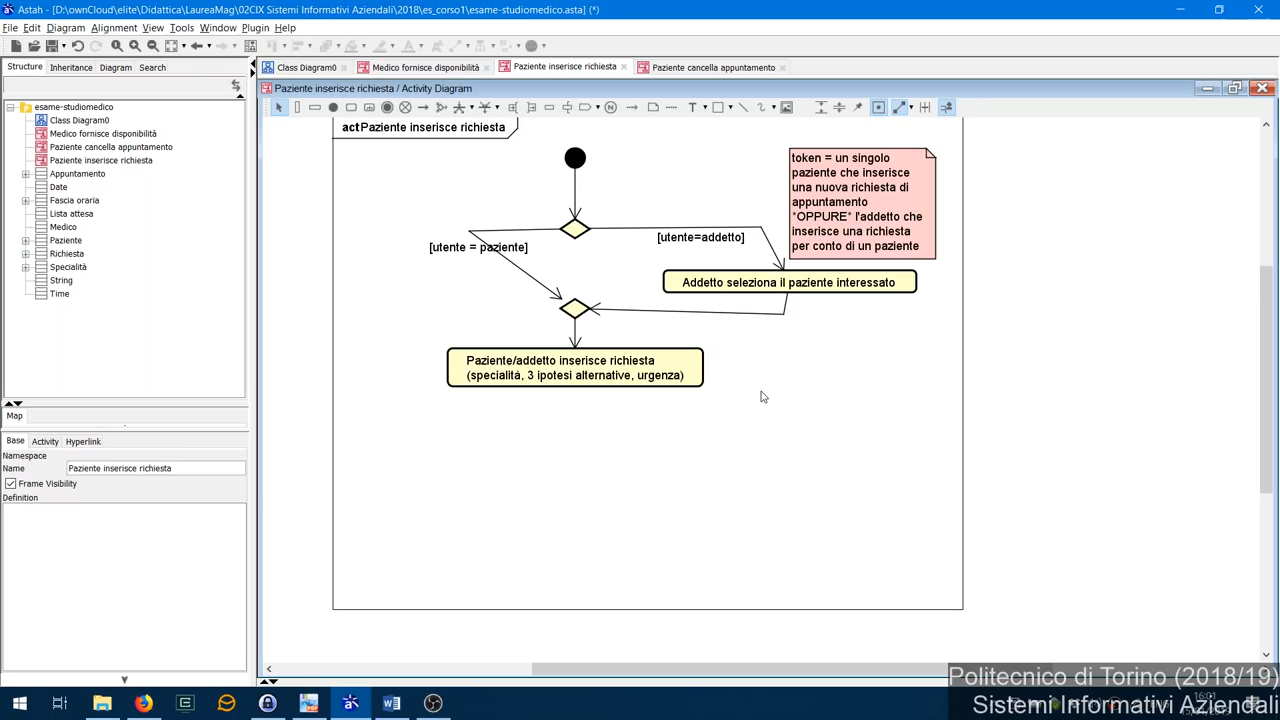 Astah - [D:\ownCloud\elite\Didattica\LaureaMag\02CIX Sistemi Informativi Aziendali\2018\es_corso1\esame-studiomedico.asta] (*)
File Edit Diagram Alignment View Tools Window Plugin Help
Structure Inheritance Diagram Search
Class Diagram0 Medico fornisce disponibilità Paziente inserisce richiesta Paziente cancella appuntamento
Paziente inserisce richiesta / Activity Diagram
esame-studiomedico
Class Diagram0
Medico fornisce disponibilità
Paziente cancella appuntamento
Paziente inserisce richiesta
Appuntamento
Date
Fascia oraria
Lista attesa
Medico
Paziente
Richiesta
Specialità
String
Time
Map
Base Activity Hyperlink
Namespace
Name Paziente inserisce richiesta
Frame Visibility
Definition
act Paziente inserisce richiesta
token = un singolo
paziente che inserisce
una nuova richiesta di
appuntamento
*OPPURE* l'addetto che
inserisce una richiesta
per conto di un paziente
[utente = paziente]
[utente=addetto]
Addetto seleziona il paziente interessato
Paziente/addetto inserisce richiesta
(specialità, 3 ipotesi alternative, urgenza)
Politecnico di Torino (2018/19)
Sistemi Informativi Aziendali
16:01